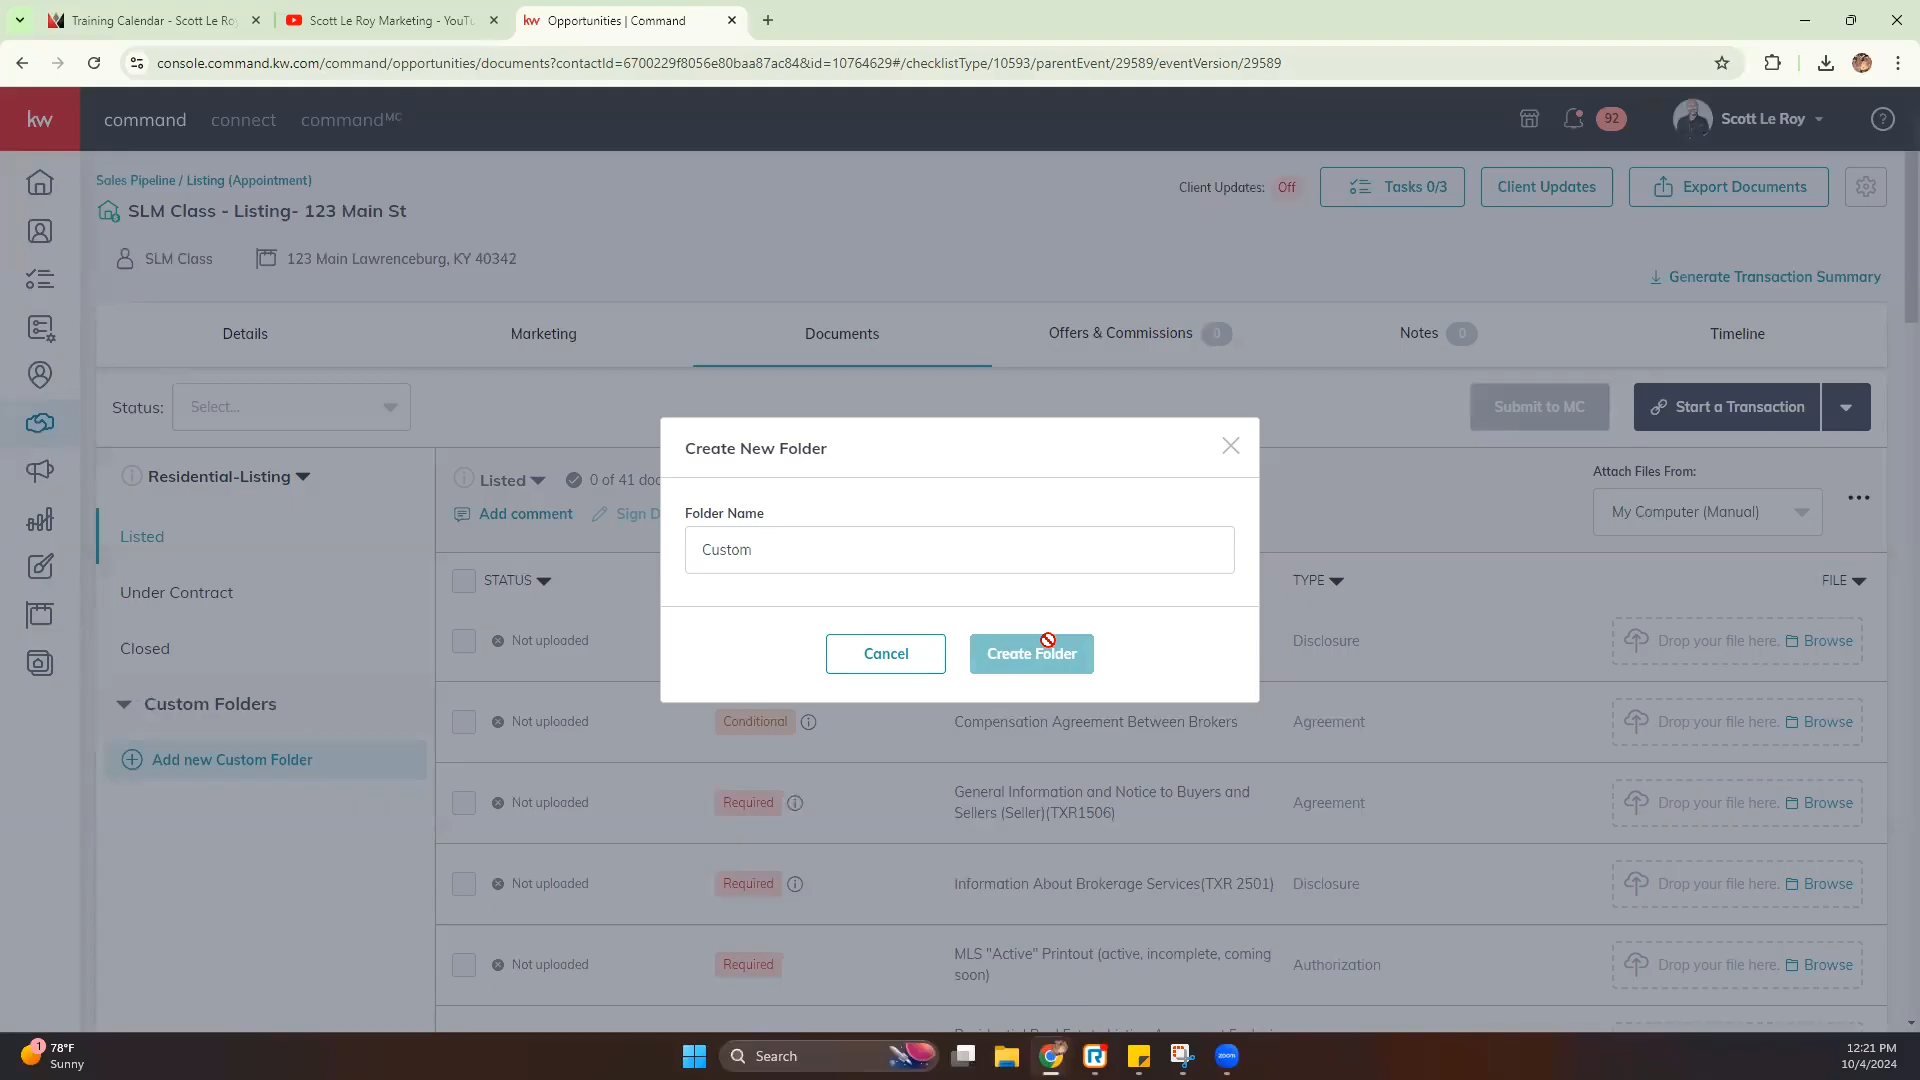 Training Calendar - Scott Le Ro
Scott Le Roy Marketing - YouTu
kw Opportunities | Command
console.command.kw.com/command/opportunities/documents?contactId=6700229f8056e80baa87ac84&id=10764629#/checklistType/10593/parentEvent/29589/eventVersion/29589
kw command connect commandMC 92 Scott Le Roy
Sales Pipeline / Listing (Appointment)
Client Updates: Off Tasks 0/3 Client Updates Export Documents
SLM Class - Listing- 123 Main St
SLM Class 123 Main Lawrenceburg, KY 40342
Generate Transaction Summary
Details Marketing Documents Offers & Commissions 0 Notes 0 Timeline
Status: Select... Submit to MC Start a Transaction
Create New Folder
Folder Name
Custom
Cancel Create Folder
Residential-Listing
Listed
Under Contract
Closed
Custom Folders
Add new Custom Folder
Listed 0 of 41 doc
Add comment Sign D
Attach Files From:
My Computer (Manual)
STATUS TYPE FILE
Not uploaded Disclosure Drop your file here. Browse
Not uploaded Conditional Compensation Agreement Between Brokers Agreement Drop your file here. Browse
Not uploaded Required General Information and Notice to Buyers and Agreement Drop your file here. Browse
Sellers (Seller)(TXR1506)
Not uploaded Required Information About Brokerage Services(TXR 2501) Disclosure Drop your file here. Browse
Not uploaded Required MLS "Active" Printout (active, incomplete, coming Authorization Drop your file here. Browse
soon)
1 78°F
Sunny
Search
zoom
12:21 PM
10/4/2024